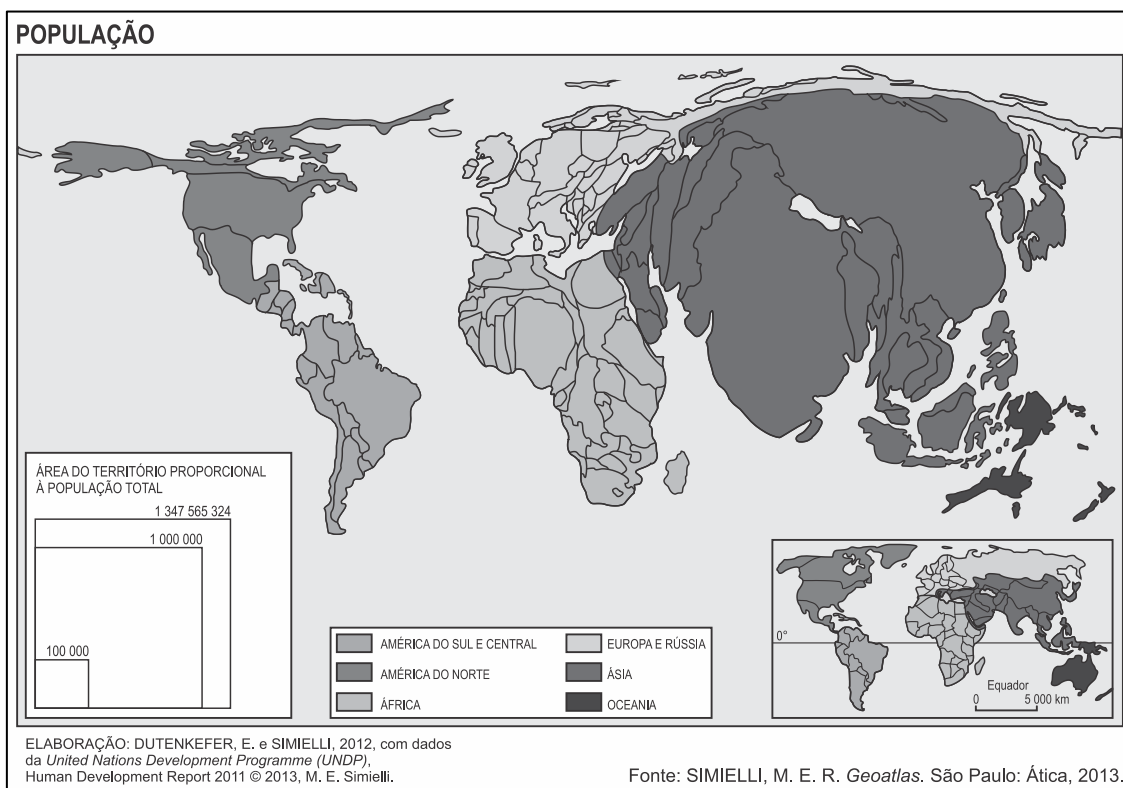 POPULAÇÃO
ÁREA DO TERRITÓRIO PROPORCIONAL
À POPULAÇÃO TOTAL
1 347 565 324
1 000 000
100 000
AMÉRICA DO SUL E CENTRAL
AMÉRICA DO NORTE
ÁFRICA
EUROPA E RÚSSIA
ÁSIA
OCEANIA
0°
Equador
0 5 000 km
ELABORAÇÃO: DUTENKEFER, E. e SIMIELLI, 2012, com dados
da United Nations Development Programme (UNDP),
Human Development Report 2011 © 2013, M. E. Simielli.
Fonte: SIMIELLI, M. E. R. Geoatlas. São Paulo: Ática, 2013.